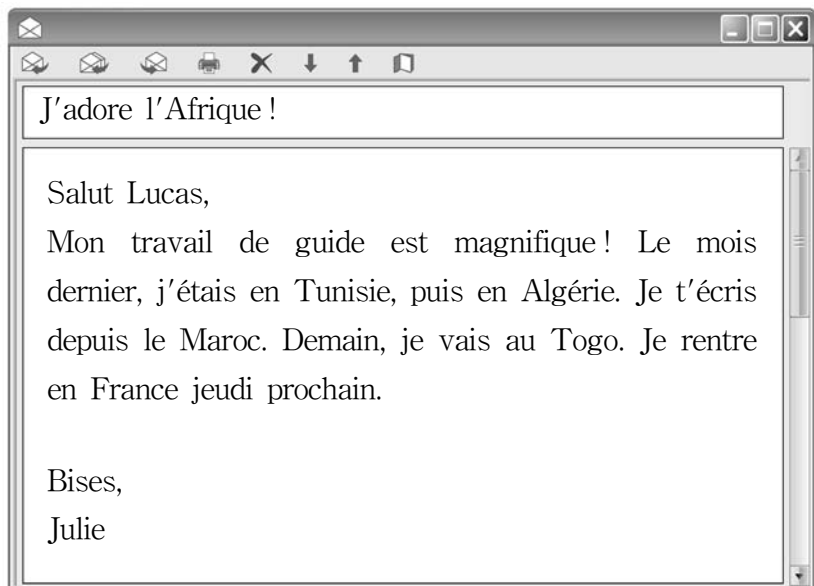 J'adore l'Afrique !
Salut Lucas,
Mon travail de guide est magnifique ! Le mois
dernier, j'étais en Tunisie, puis en Algérie. Je t'écris
depuis le Maroc. Demain, je vais au Togo. Je rentre
en France jeudi prochain.
Bises,
Julie